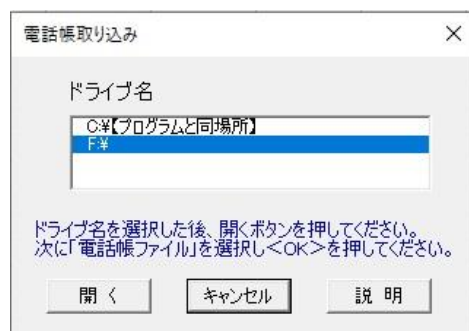 電話帳取り込み
ドライブ名
C:¥【プログラムと同場所】
F:¥
ドライブ名を選択した後、開くボタンを押してください。
次に「電話帳ファイル」を選択し＜OK＞を押してください。
開 く
キャンセル
説 明